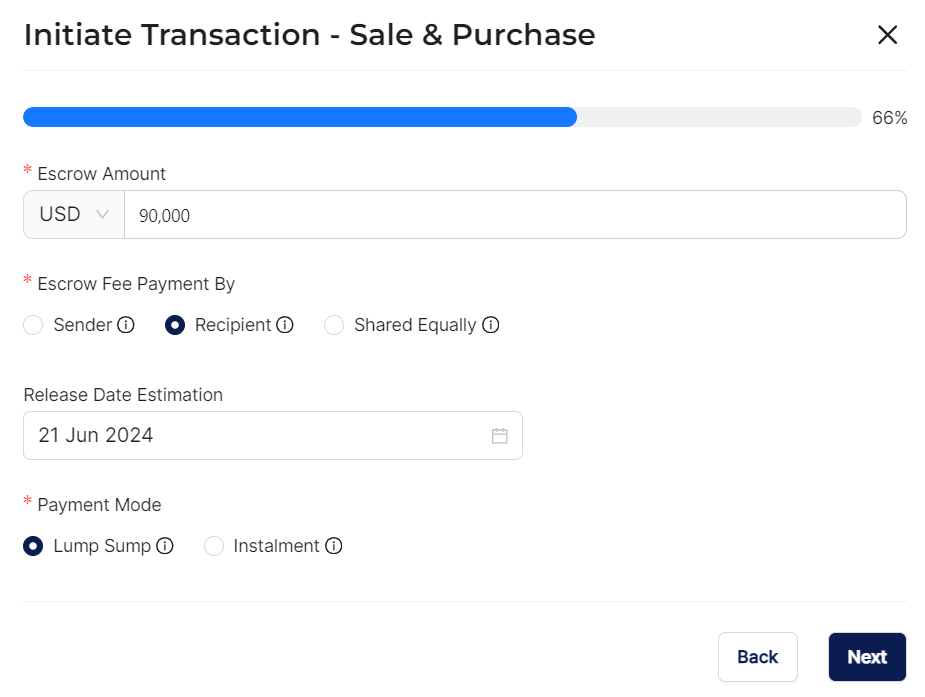 Initiate Transaction - Sale & Purchase
66%
* Escrow Amount
USD 90,000
* Escrow Fee Payment By
Sender Recipient Shared Equally
Release Date Estimation
21 Jun 2024
* Payment Mode
Lump Sump Instalment
Back Next